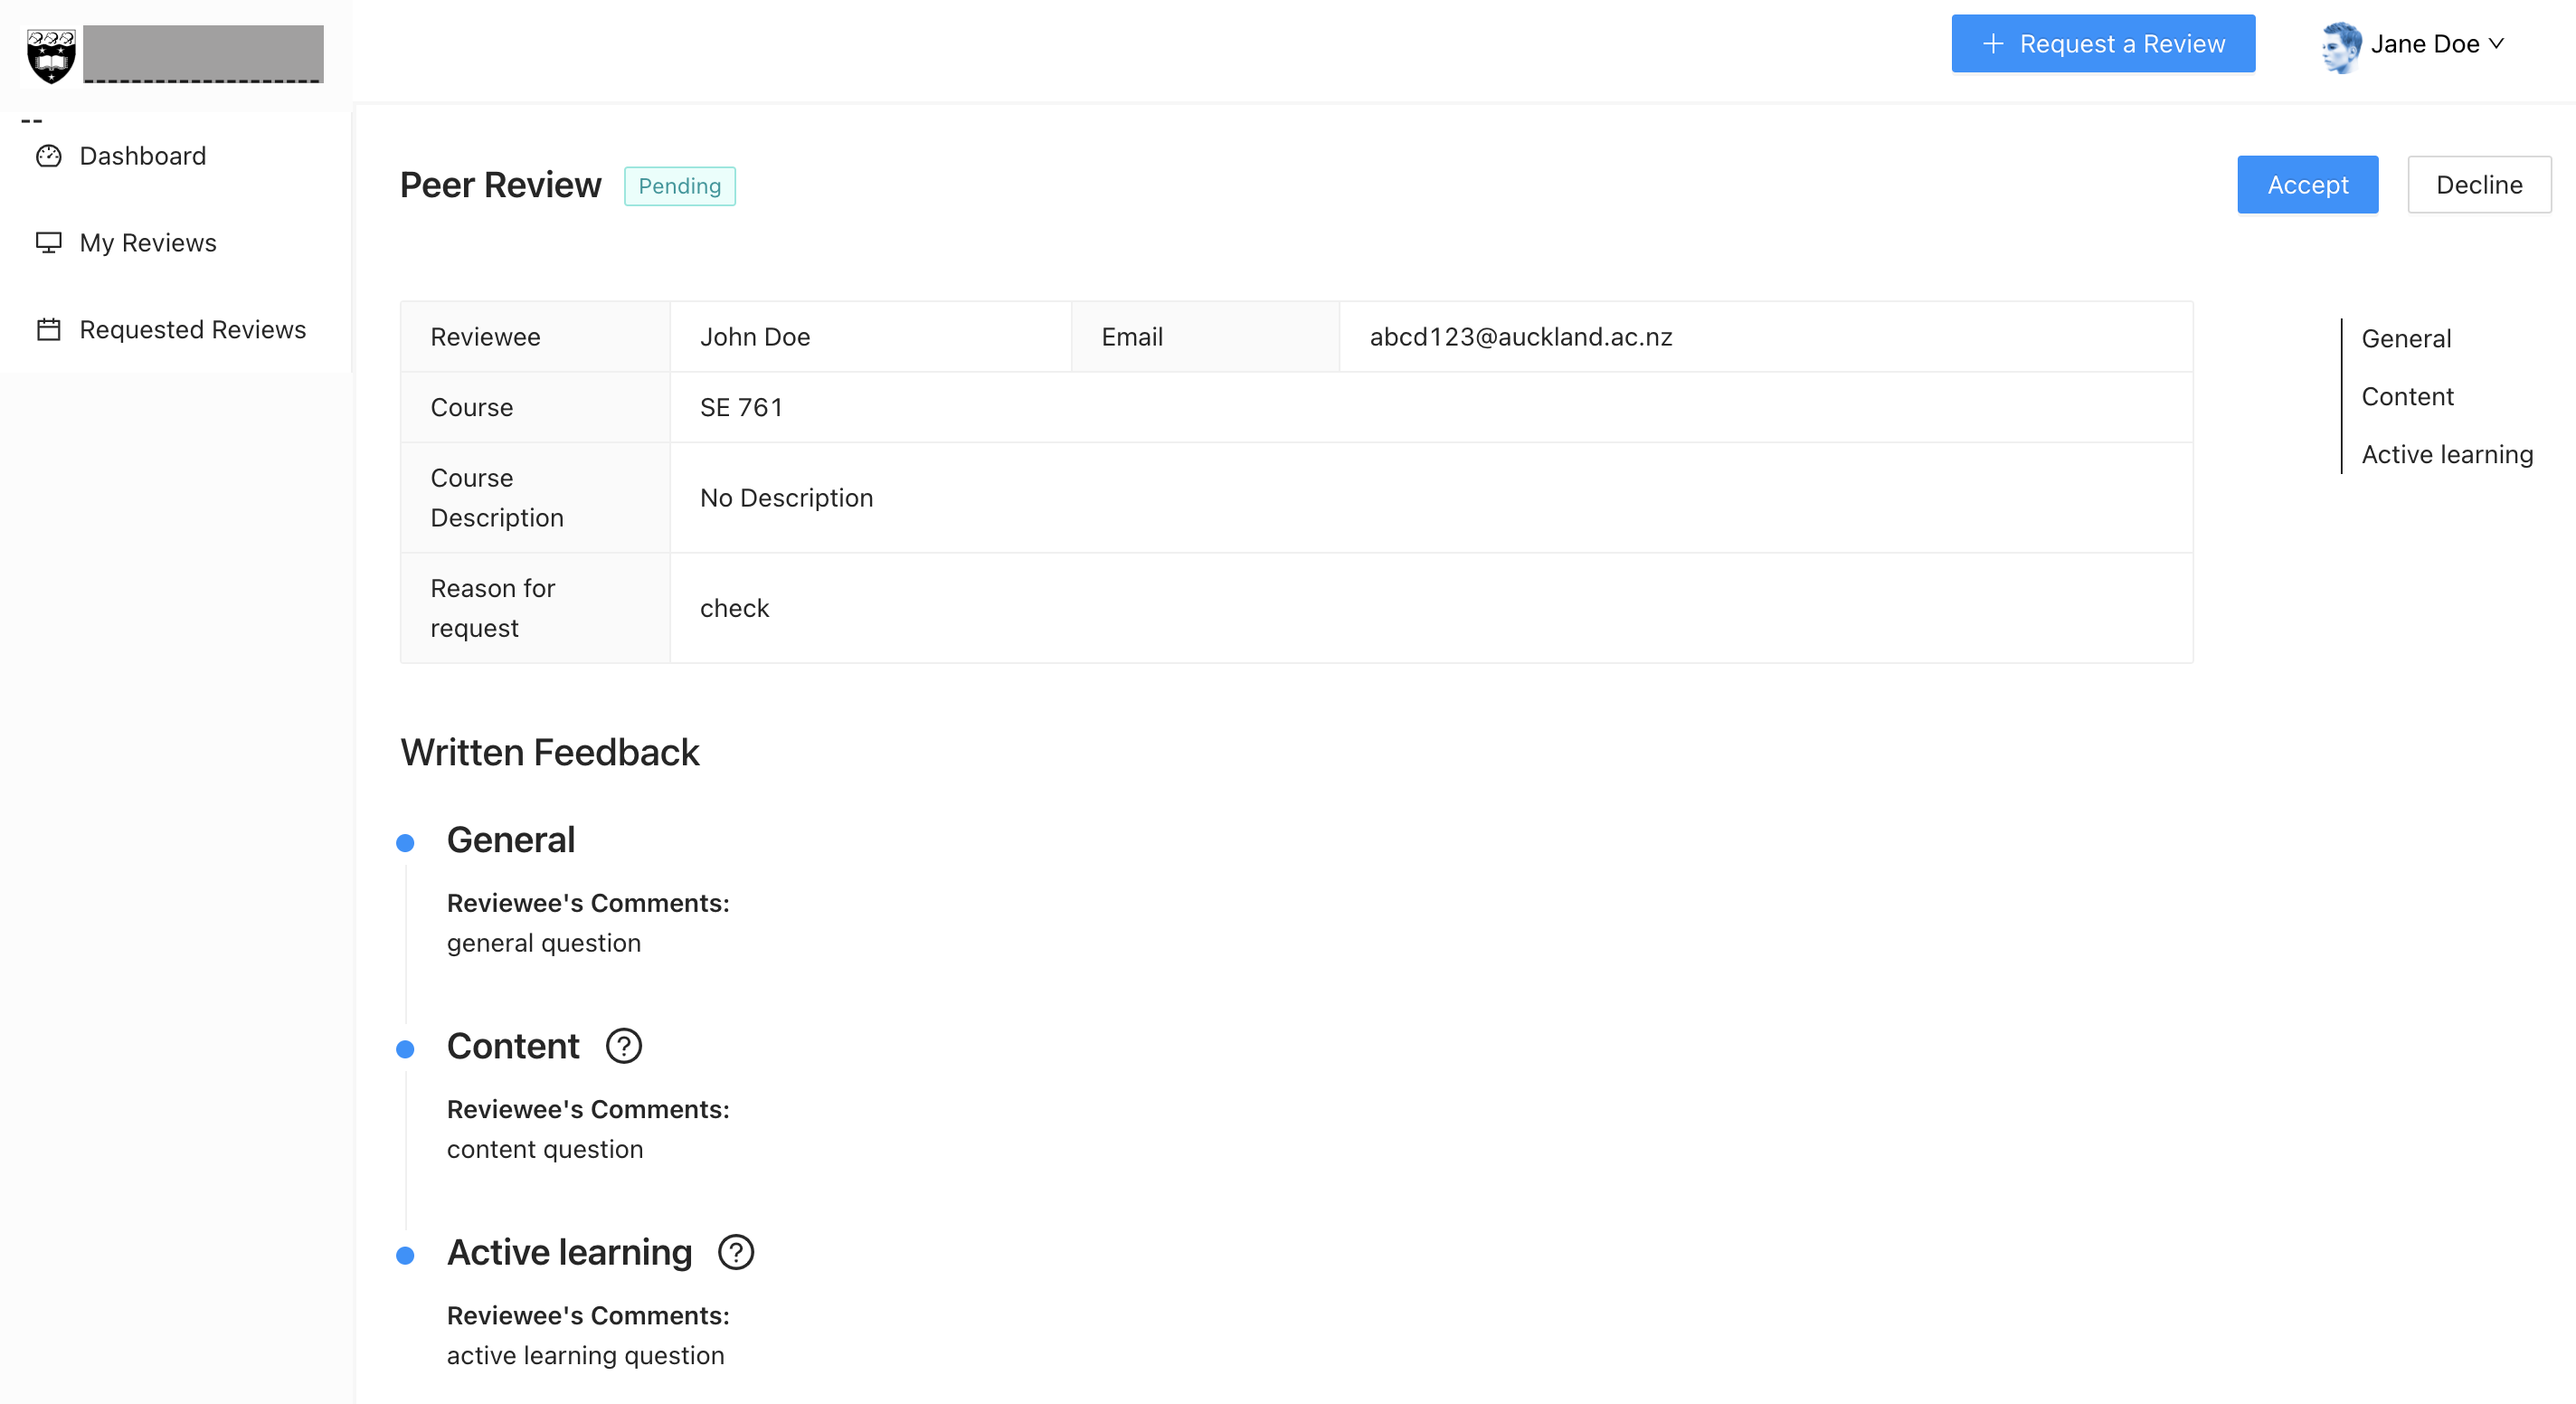 + Request a Review
Jane Doe
--
Dashboard
My Reviews
Requested Reviews
Peer Review Pending
Accept Decline
Reviewee John Doe Email abcd123@auckland.ac.nz
Course SE 761
Course
Description
No Description
Reason for
request
check
General
Content
Active learning
Written Feedback
General
Reviewee's Comments:
general question
Content ?
Reviewee's Comments:
content question
Active learning ?
Reviewee's Comments:
active learning question